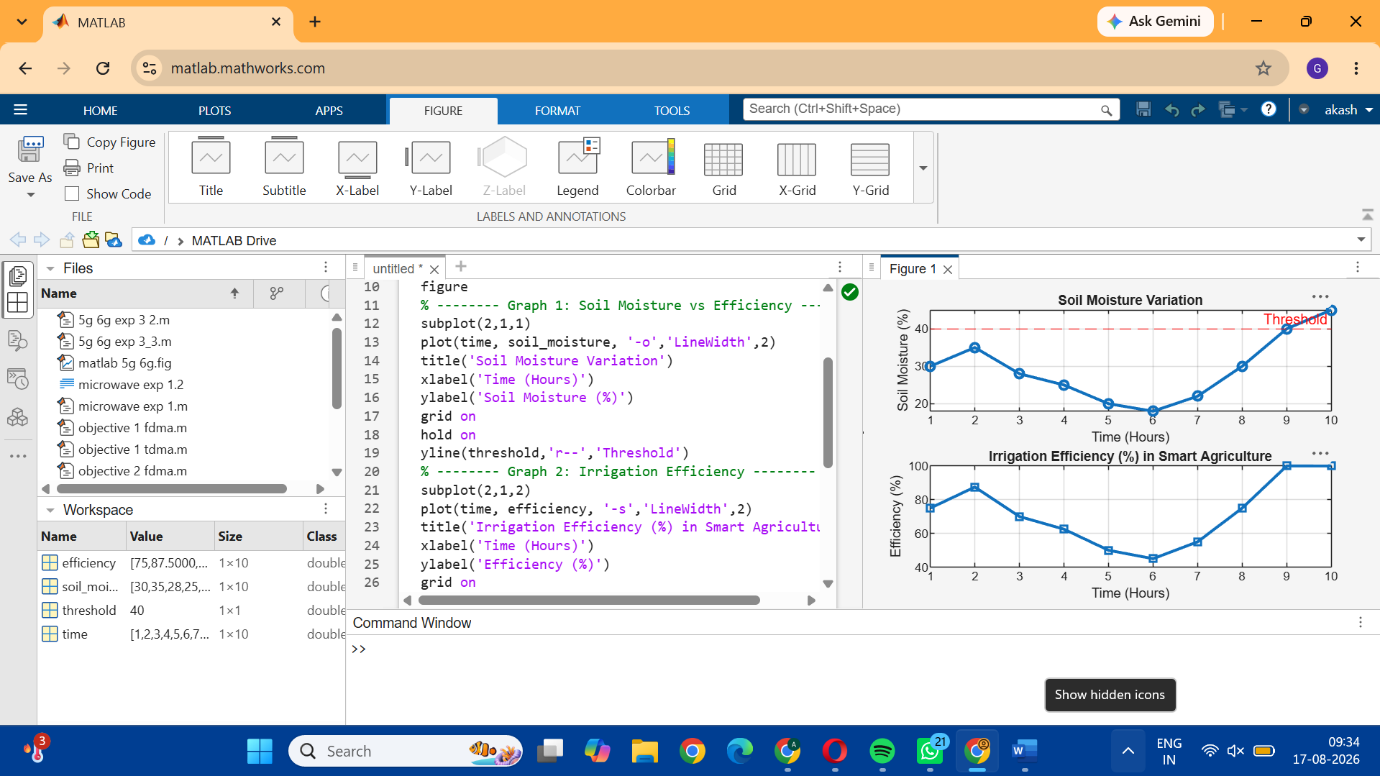 MATLAB
Ask Gemini
matlab.mathworks.com
G
HOME PLOTS APPS FIGURE FORMAT TOOLS
Search (Ctrl+Shift+Space)
akash
Save As
Copy Figure
Print
Show Code
FILE
Title Subtitle X-Label Y-Label Z-Label Legend Colorbar Grid X-Grid Y-Grid
LABELS AND ANNOTATIONS
/ > MATLAB Drive
Files
Name
5g 6g exp 3 2.m
5g 6g exp 3_3.m
matlab 5g 6g.fig
microwave exp 1.2
microwave exp 1.m
objective 1 fdma.m
objective 1 tdma.m
objective 2 fdma.m
Workspace
Name Value Size Class
efficiency [75,87.5000,... 1×10 double
soil_moi... [30,35,28,25,... 1×10 double
threshold 40 1×1 double
time [1,2,3,4,5,6,7... 1×10 double
untitled *
10 figure
11 % -------- Graph 1: Soil Moisture vs Efficiency ---
12 subplot(2,1,1)
13 plot(time, soil_moisture, '-o','LineWidth',2)
14 title('Soil Moisture Variation')
15 xlabel('Time (Hours)')
16 ylabel('Soil Moisture (%)')
17 grid on
18 hold on
19 yline(threshold,'r--','Threshold')
20 % -------- Graph 2: Irrigation Efficiency --------
21 subplot(2,1,2)
22 plot(time, efficiency, '-s','LineWidth',2)
23 title('Irrigation Efficiency (%) in Smart Agricultu
24 xlabel('Time (Hours)')
25 ylabel('Efficiency (%)')
26 grid on
Figure 1
Soil Moisture Variation
Threshold
Soil Moisture (%)
40
30
20
1 2 3 4 5 6 7 8 9 10
Time (Hours)
Irrigation Efficiency (%) in Smart Agriculture
Efficiency (%)
100
80
60
40
1 2 3 4 5 6 7 8 9 10
Time (Hours)
Command Window
>>
Show hidden icons
3
Search
A
21
W
ENG
IN
09:34
17-08-2026